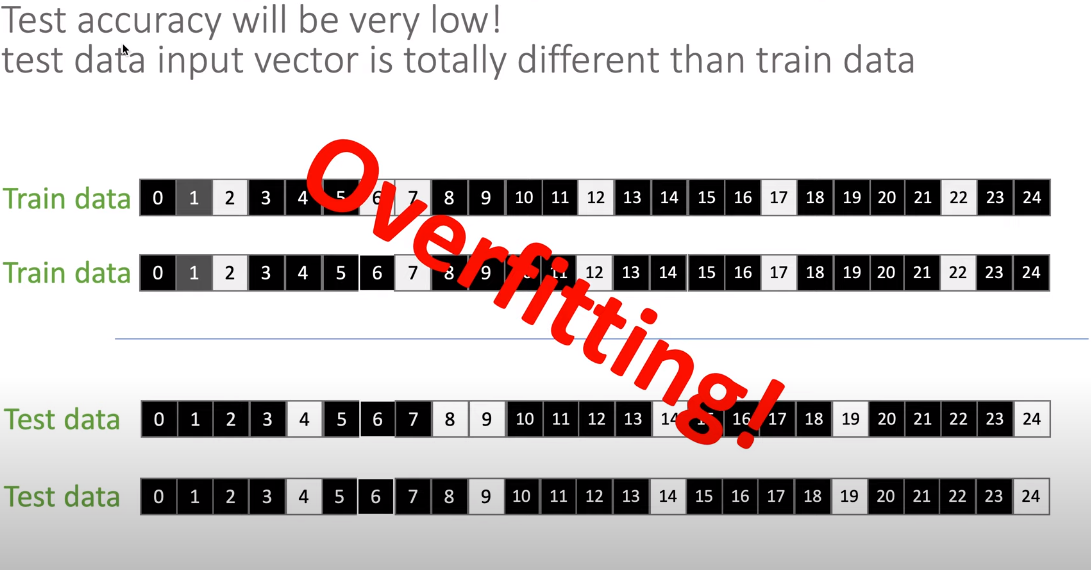 Test accuracy will be very low!
test data input vector is totally different than train data
Train data 0 1 2 3 4 5 6 7 8 9 10 11 12 13 14 15 16 17 18 19 20 21 22 23 24
Train data 0 1 2 3 4 5 6 7 8 9 11 12 13 14 15 16 17 18 19 20 21 22 23 24
Overfitting!
Test data 0 1 2 3 4 5 6 7 8 9 10 11 12 13 14 16 17 18 19 20 21 22 23 24
Test data 0 1 2 3 4 5 6 7 8 9 10 11 12 13 14 15 16 17 18 19 20 21 22 23 24